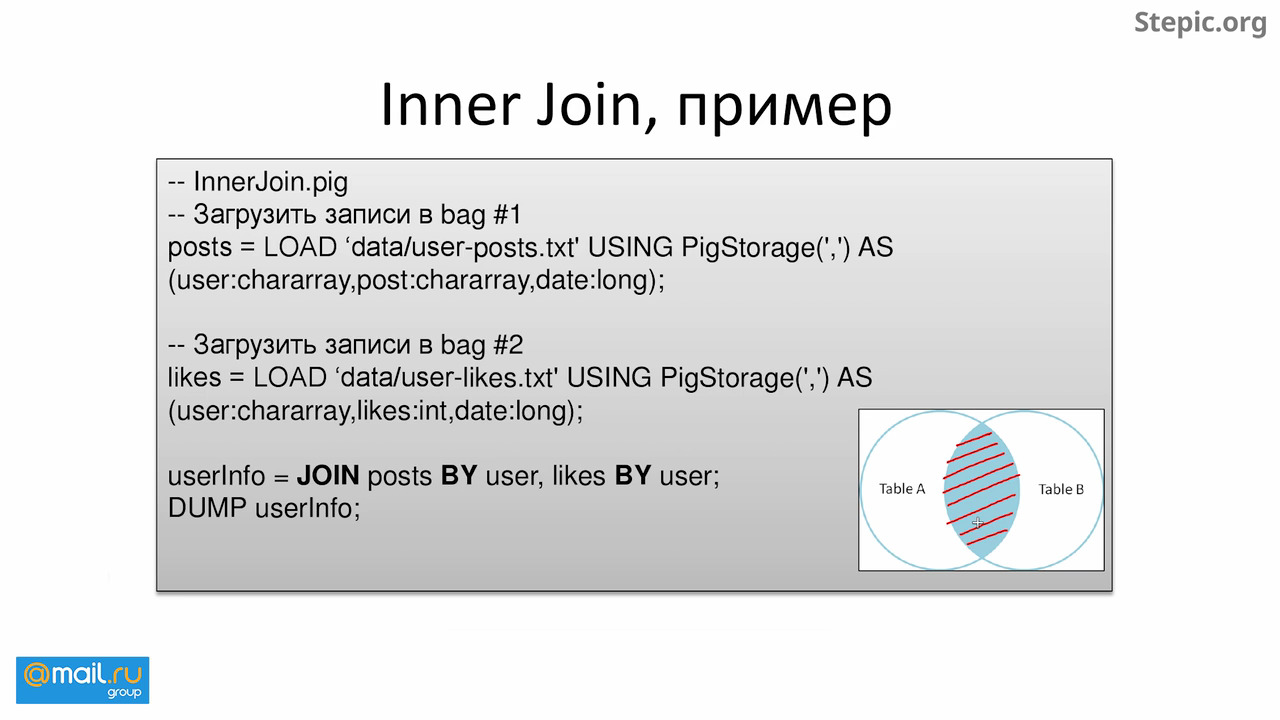 Stepic.org
Inner Join, пример
-- InnerJoin.pig
-- Загрузить записи в bag #1
posts = LOAD ‘data/user-posts.txt' USING PigStorage(',') AS
(user:chararray,post:chararray,date:long);
-- Загрузить записи в bag #2
likes = LOAD ‘data/user-likes.txt' USING PigStorage(',') AS
(user:chararray,likes:int,date:long);
userInfo = JOIN posts BY user, likes BY user;
DUMP userInfo;
Table A
Table B
@mail.ru
group